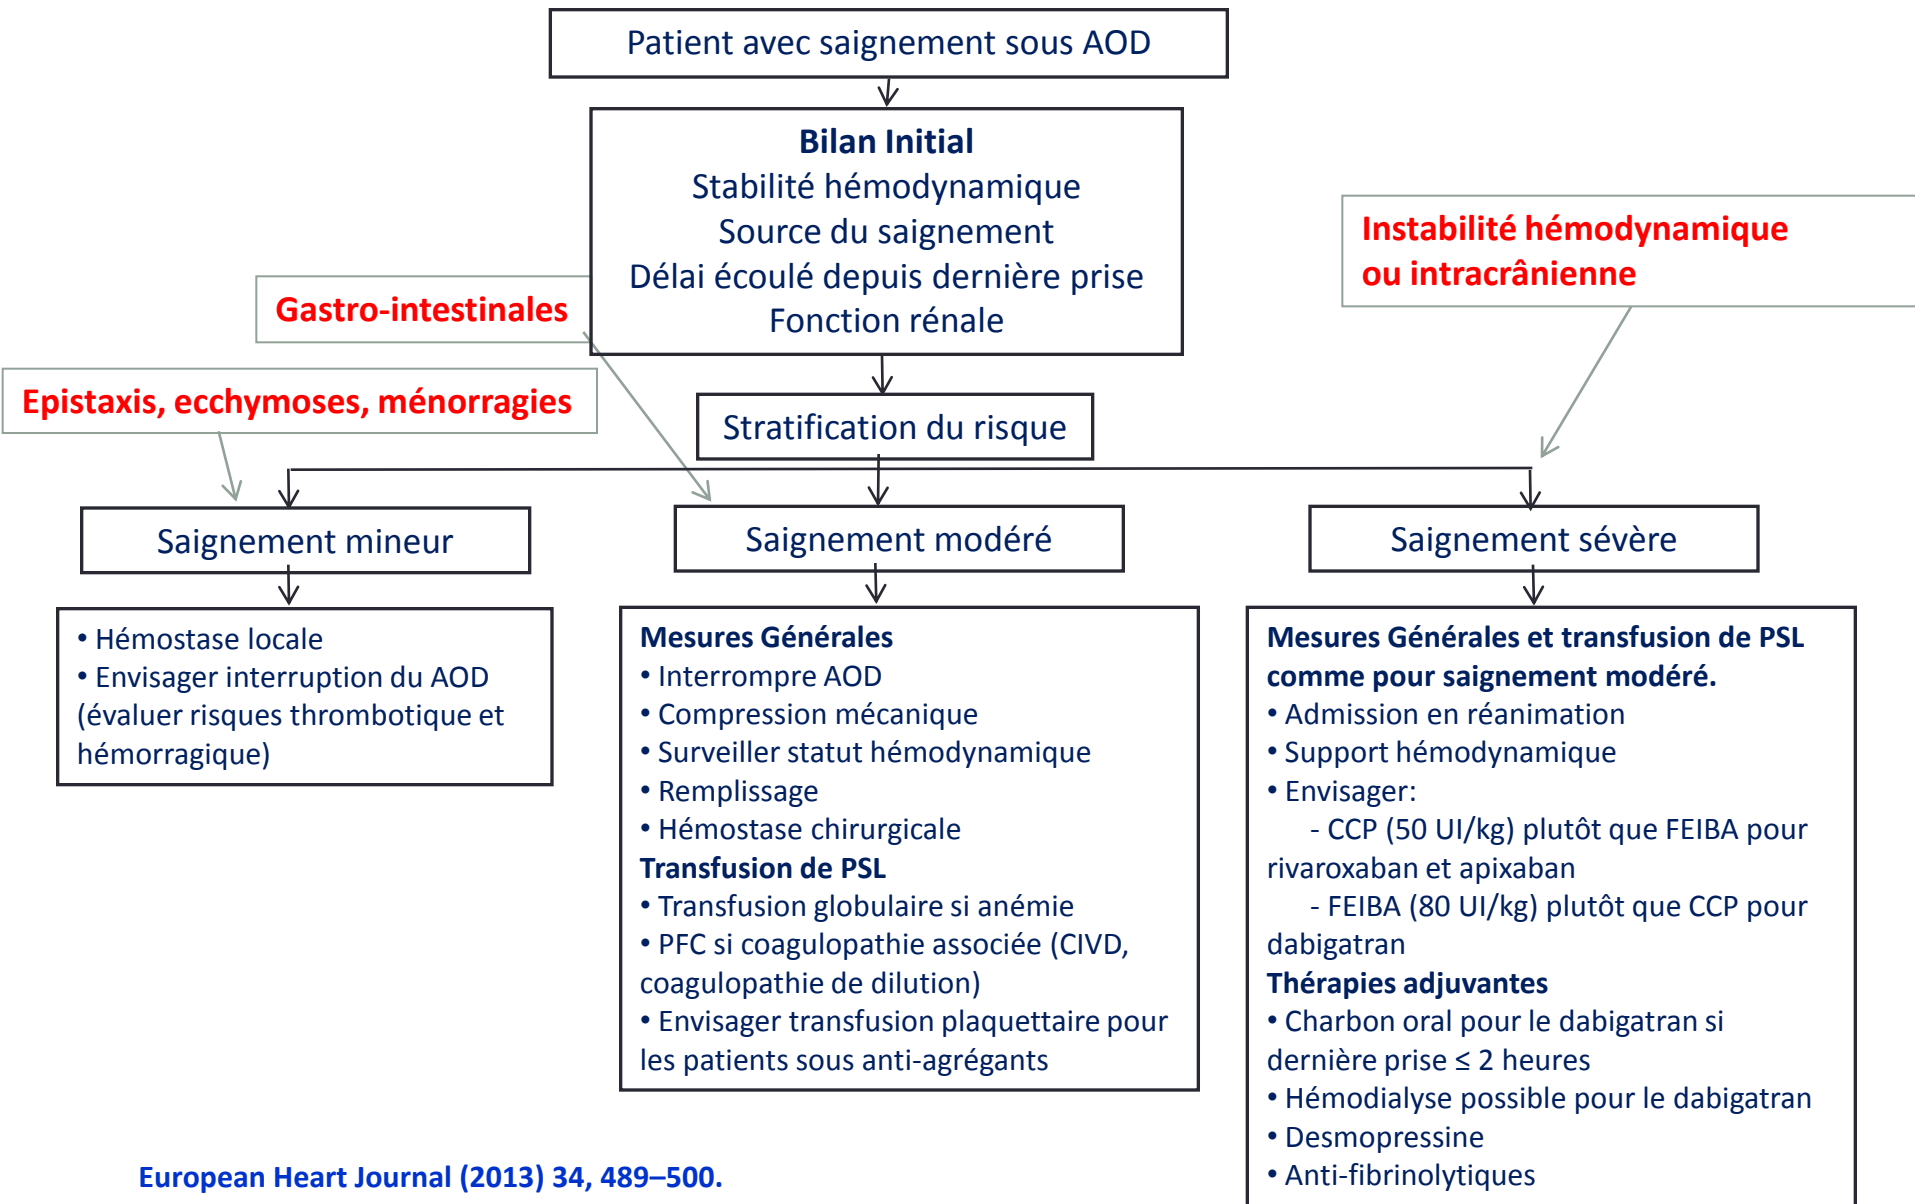 Patient avec saignement sous AOD
Bilan Initial
Stabilité hémodynamique
Source du saignement
Délai écoulé depuis dernière prise
Fonction rénale
Instabilité hémodynamique
ou intracrânienne
Gastro-intestinales
Epistaxis, ecchymoses, ménorragies
Stratification du risque
Saignement mineur
• Hémostase locale
• Envisager interruption du AOD
(évaluer risques thrombotique et
hémorragique)
Saignement modéré
Mesures Générales
• Interrompre AOD
• Compression mécanique
• Surveiller statut hémodynamique
• Remplissage
• Hémostase chirurgicale
Transfusion de PSL
• Transfusion globulaire si anémie
• PFC si coagulopathie associée (CIVD,
coagulopathie de dilution)
• Envisager transfusion plaquettaire pour
les patients sous anti-agrégants
Saignement sévère
Mesures Générales et transfusion de PSL
comme pour saignement modéré.
• Admission en réanimation
• Support hémodynamique
• Envisager:
- CCP (50 UI/kg) plutôt que FEIBA pour
rivaroxaban et apixaban
- FEIBA (80 UI/kg) plutôt que CCP pour
dabigatran
Thérapies adjuvantes
• Charbon oral pour le dabigatran si
dernière prise ≤ 2 heures
• Hémodialyse possible pour le dabigatran
• Desmopressine
• Anti-fibrinolytiques
European Heart Journal (2013) 34, 489–500.